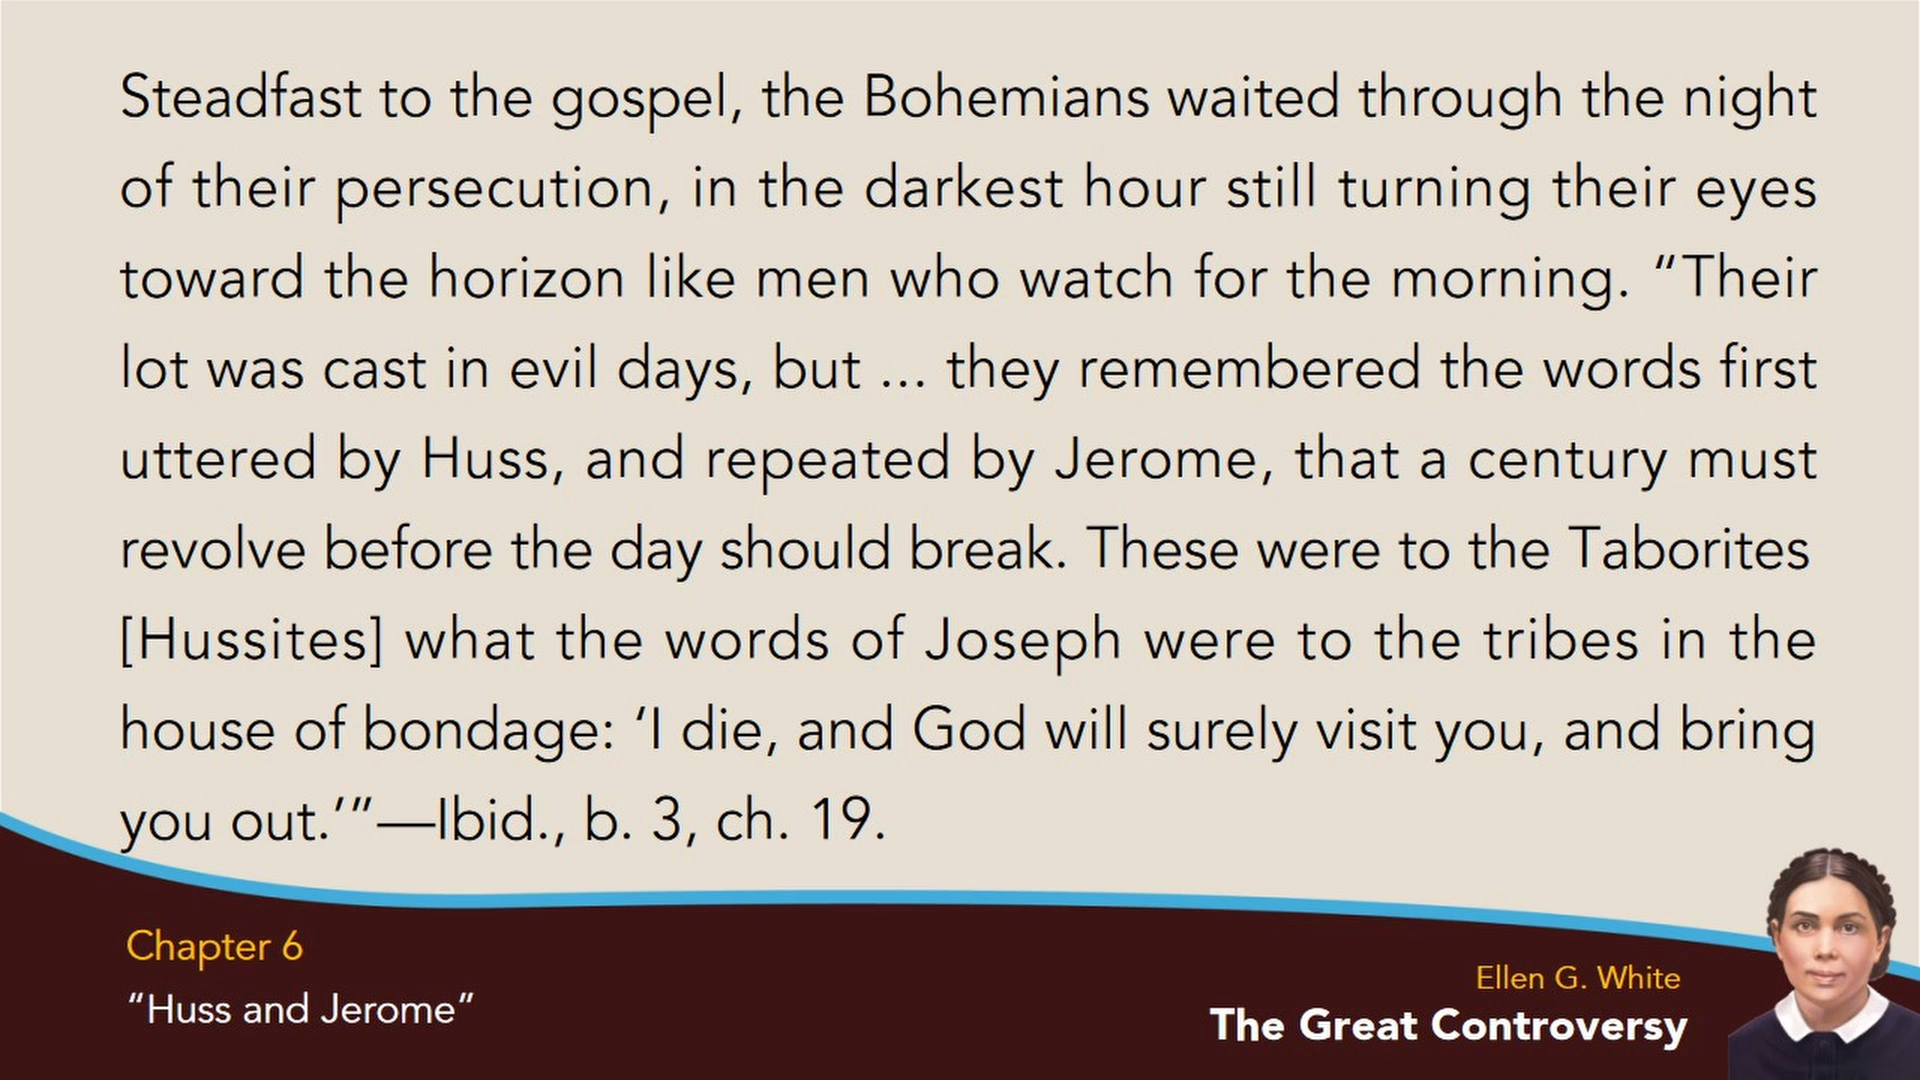 Steadfast to the gospel, the Bohemians waited through the night
of their persecution, in the darkest hour still turning their eyes
toward the horizon like men who watch for the morning. “Their
lot was cast in evil days, but ... they remembered the words first
uttered by Huss, and repeated by Jerome, that a century must
revolve before the day should break. These were to the Taborites
[Hussites] what the words of Joseph were to the tribes in the
house of bondage: ‘I die, and God will surely visit you, and bring
you out.’”—Ibid., b. 3, ch. 19.
Chapter 6
“Huss and Jerome”
Ellen G. White
The Great Controversy